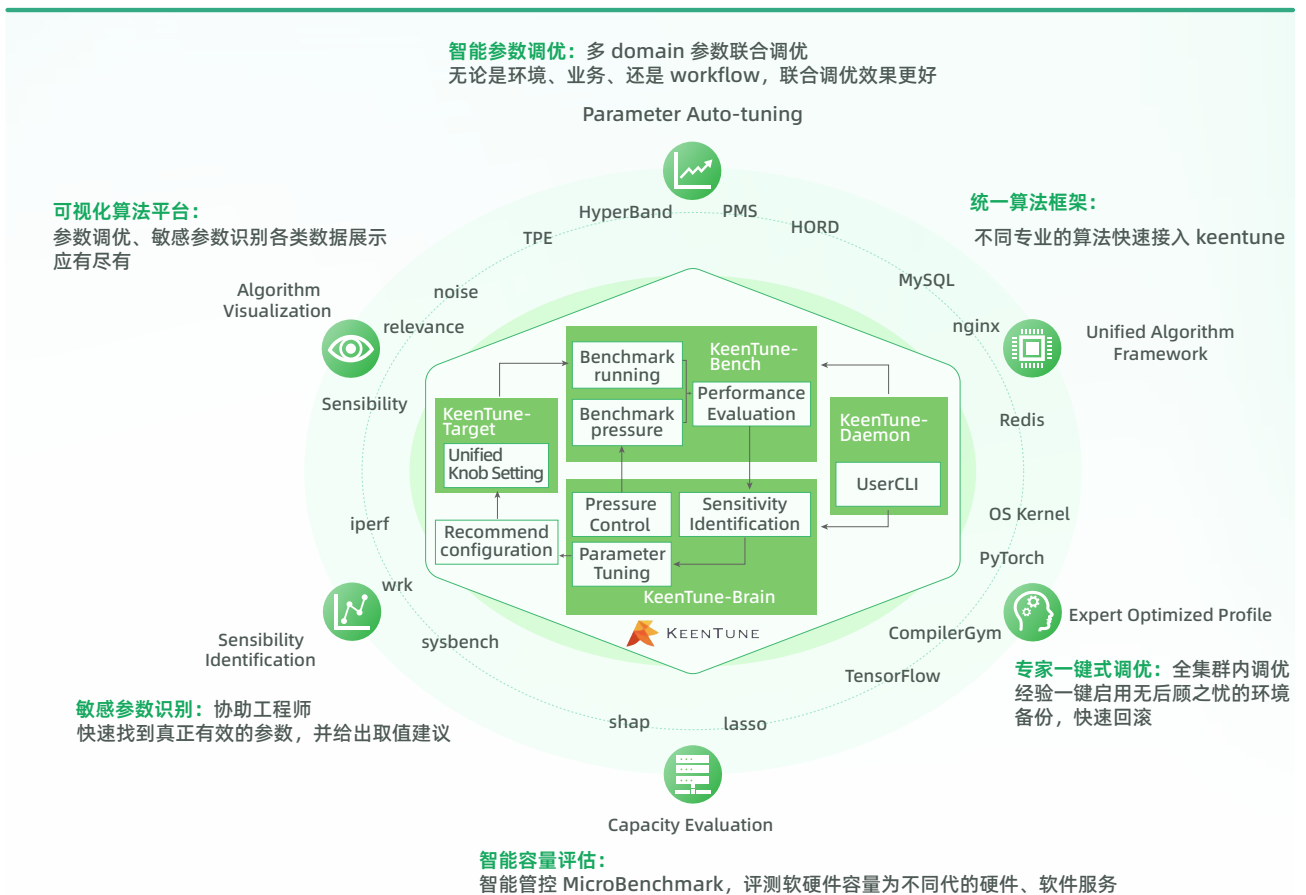 智能参数调优：多 domain 参数联合调优
无论是环境、业务、还是 workflow，联合调优效果更好
Parameter Auto-tuning
可视化算法平台：
参数调优、敏感参数识别各类数据展示
应有尽有
Algorithm
Visualization
统一算法框架：
不同专业的算法快速接入 keentune
Unified Algorithm
Framework
HyperBand
PMS
HORD
TPE
MySQL
noise
nginx
relevance
Sensibility
Redis
KeenTune-
Bench
Benchmark
running
Benchmark
pressure
Performance
Evaluation
KeenTune-
Target
Unified
Knob Setting
KeenTune-
Daemon
UserCLI
Pressure
Control
Sensitivity
Identification
Recommend
configuration
Parameter
Tuning
KeenTune-Brain
KEENTUNE
iperf
OS Kernel
PyTorch
wrk
CompilerGym
sysbench
TensorFlow
shap
lasso
Sensibility
Identification
敏感参数识别：协助工程师
快速找到真正有效的参数，并给出取值建议
Expert Optimized Profile
专家一键式调优：全集群内调优
经验一键启用无后顾之忧的环境
备份，快速回滚
Capacity Evaluation
智能容量评估：
智能管控 MicroBenchmark，评测软硬件容量为不同代的硬件、软件服务